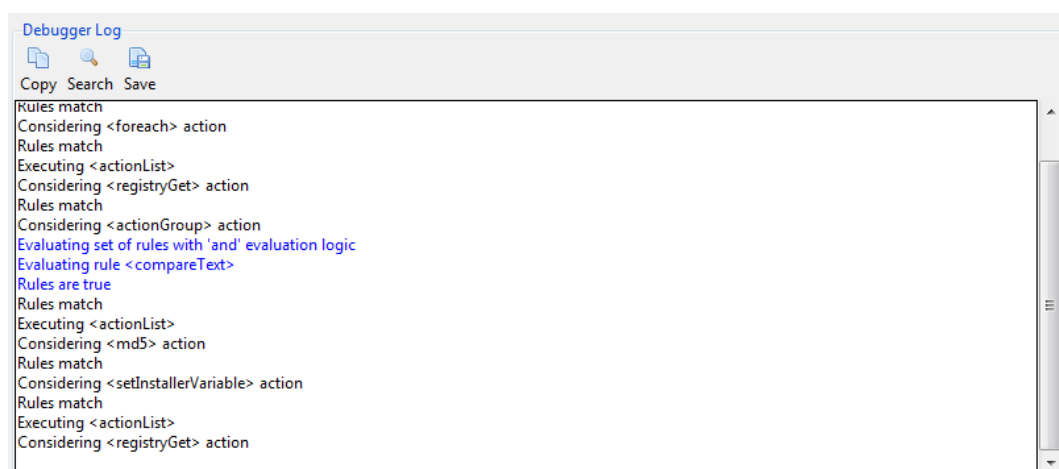 Debugger Log
Copy Search Save
Rules match
Considering <foreach> action
Rules match
Executing <actionList>
Considering <registryGet> action
Rules match
Considering <actionGroup> action
Evaluating set of rules with 'and' evaluation logic
Evaluating rule <compareText>
Rules are true
Rules match
Executing <actionList>
Considering <md5> action
Rules match
Considering <setInstallerVariable> action
Rules match
Executing <actionList>
Considering <registryGet> action